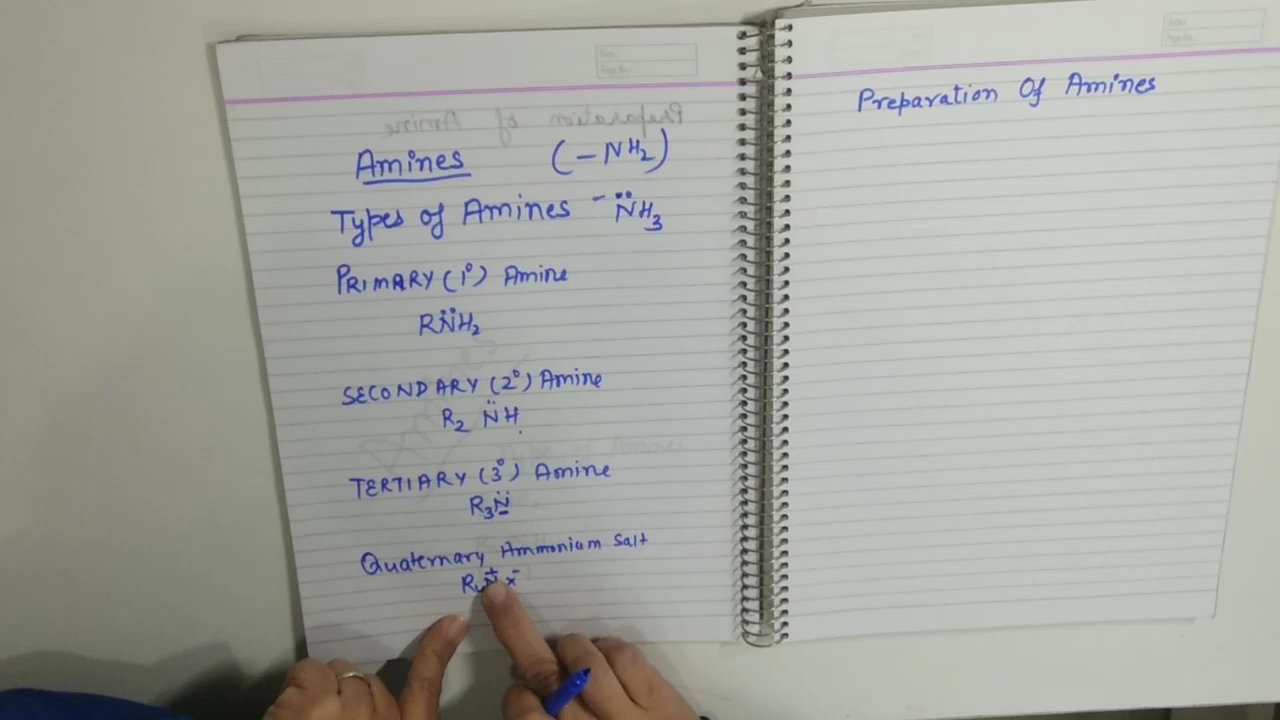 Amines (-NH2)
Types of Amines - N̈H3
PRIMARY (1°) Amine
RN̈H2
SECONDARY (2°) Amine
R2 N̈H
TERTIARY (3°) Amine
R3N̈
Quaternary Ammonium Salt
R4N+ x-
Preparation Of Amines